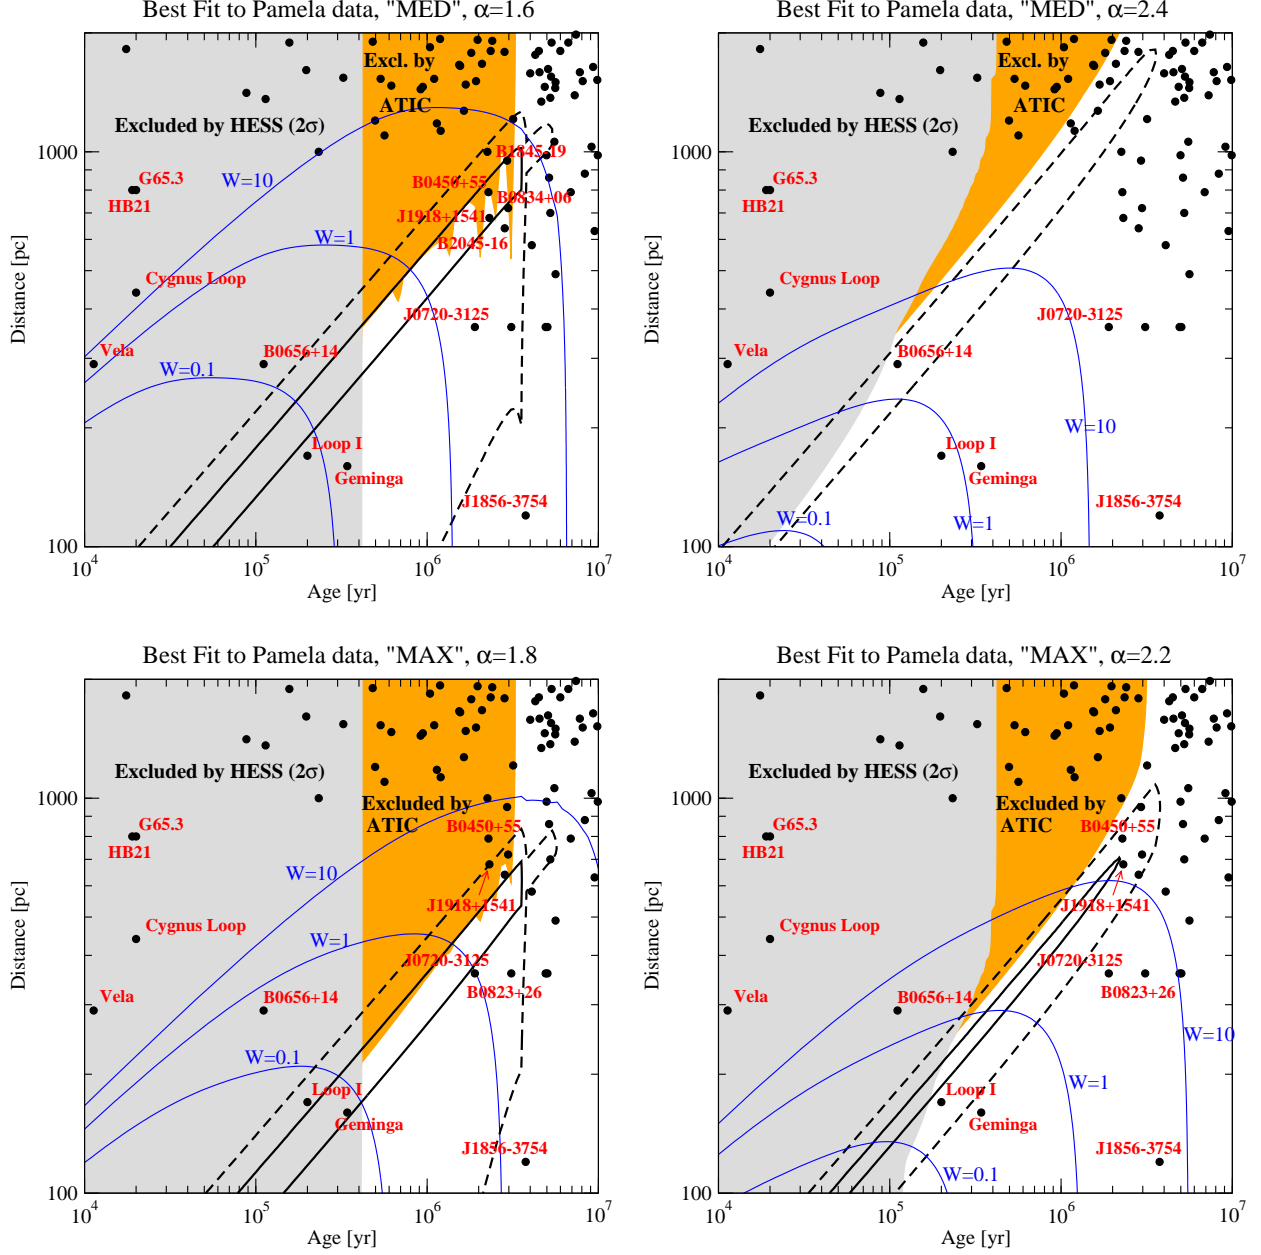 Best Fit to Pamela data, "MED", α=1.6
Excl. by
ATIC
Excluded by HESS (2σ)
1000
B1845-19
G65.3
W=10
B0450+55
HB21
B0834+06
J1918+1541
W=1
B2045-16
Cygnus Loop
Distance [pc]
J0720-3125
Vela
B0656+14
W=0.1
Loop I
Geminga
J1856-3754
100
10^4
10^5
10^6
10^7
Age [yr]
Best Fit to Pamela data, "MED", α=2.4
Excl. by
ATIC
Excluded by HESS (2σ)
1000
G65.3
HB21
Cygnus Loop
Distance [pc]
J0720-3125
Vela
B0656+14
W=10
Loop I
Geminga
J1856-3754
W=0.1
W=1
100
10^4
10^5
10^6
10^7
Age [yr]
Best Fit to Pamela data, "MAX", α=1.8
Excluded by HESS (2σ)
1000
Excluded by
ATIC
G65.3
B0450+55
HB21
W=10
J1918+1541
Cygnus Loop
W=1
Distance [pc]
J0720-3125
Vela
B0656+14
B0823+26
W=0.1
Loop I
Geminga
J1856-3754
100
10^4
10^5
10^6
10^7
Age [yr]
Best Fit to Pamela data, "MAX", α=2.2
Excluded by HESS (2σ)
1000
Excluded by
ATIC
G65.3
B0450+55
HB21
J1918+1541
Cygnus Loop
Distance [pc]
J0720-3125
Vela
B0656+14
B0823+26
W=10
Loop I
W=1
Geminga
J1856-3754
W=0.1
100
10^4
10^5
10^6
10^7
Age [yr]